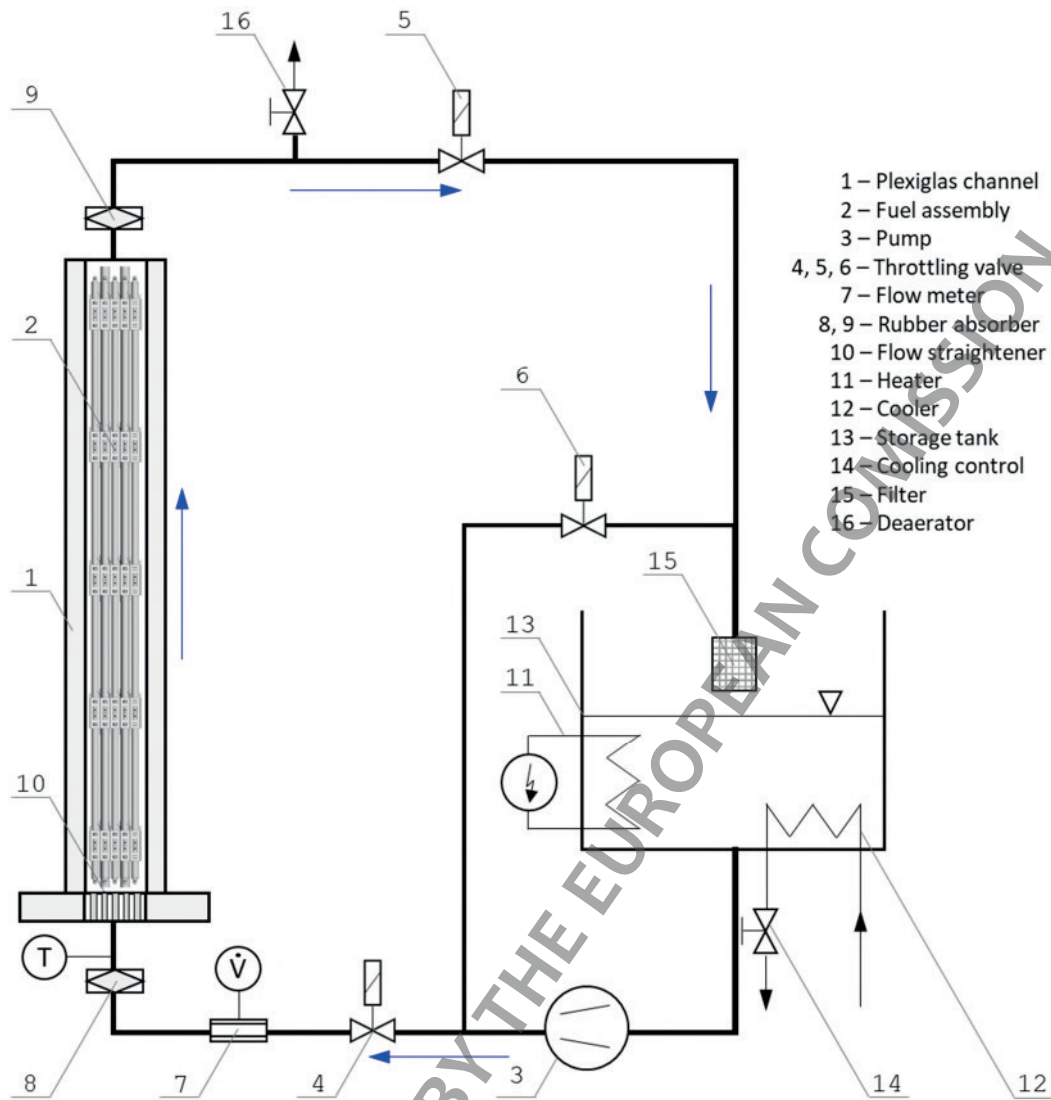 16
5
9
1 – Plexiglas channel
2 – Fuel assembly
3 – Pump
4, 5, 6 – Throttling valve
7 – Flow meter
8, 9 – Rubber absorber
10 – Flow straightener
11 – Heater
12 – Cooler
13 – Storage tank
14 – Cooling control
15 – Filter
16 – Deaerator
2
6
15
1
13
11
10
T
V̇
8
7
4
3
14
12
BY THE EUROPEAN COMISSION